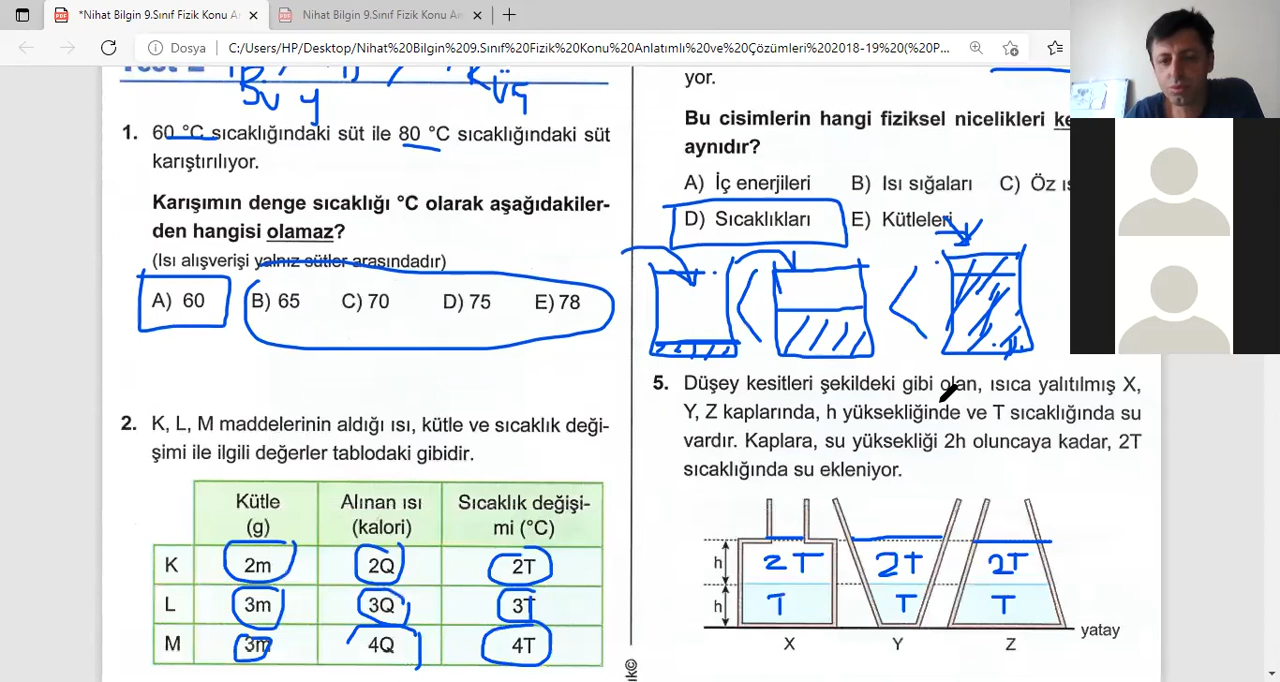 *Nihat Bilgin 9.Sınıf Fizik Konu A
Nihat Bilgin 9.Sınıf Fizik Konu An
Dosya
C:/Users/HP/Desktop/Nihat%20Bilgin%209.Sınıf%20Fizik%20Konu%20Anlatımlı%20ve%20Çözümleri%202018-19%20(%20P...
1. 60 °C sıcaklığındaki süt ile 80 °C sıcaklığındaki süt
karıştırılıyor.
Karışımın denge sıcaklığı °C olarak aşağıdakiler-
den hangisi olamaz?
(Isı alışverişi yalnız sütler arasındadır)
A) 60 B) 65 C) 70 D) 75 E) 78
2. K, L, M maddelerinin aldığı ısı, kütle ve sıcaklık deği-
şimi ile ilgili değerler tablodaki gibidir.
Kütle
(g)
Alınan ısı
(kalori)
Sıcaklık değişi-
mi (°C)
K 2m 2Q 2T
L 3m 3Q 3T
M 3m 4Q 4T
yor.
Bu cisimlerin hangi fiziksel nicelikleri ke
aynıdır?
A) İç enerjileri B) Isı sığaları C) Öz ıs
D) Sıcaklıkları E) Kütleleri
5. Düşey kesitleri şekildeki gibi olan, ısıca yalıtılmış X,
Y, Z kaplarında, h yüksekliğinde ve T sıcaklığında su
vardır. Kaplara, su yüksekliği 2h oluncaya kadar, 2T
sıcaklığında su ekleniyor.
h 2T 2T 2T
h T T T
X Y Z yatay